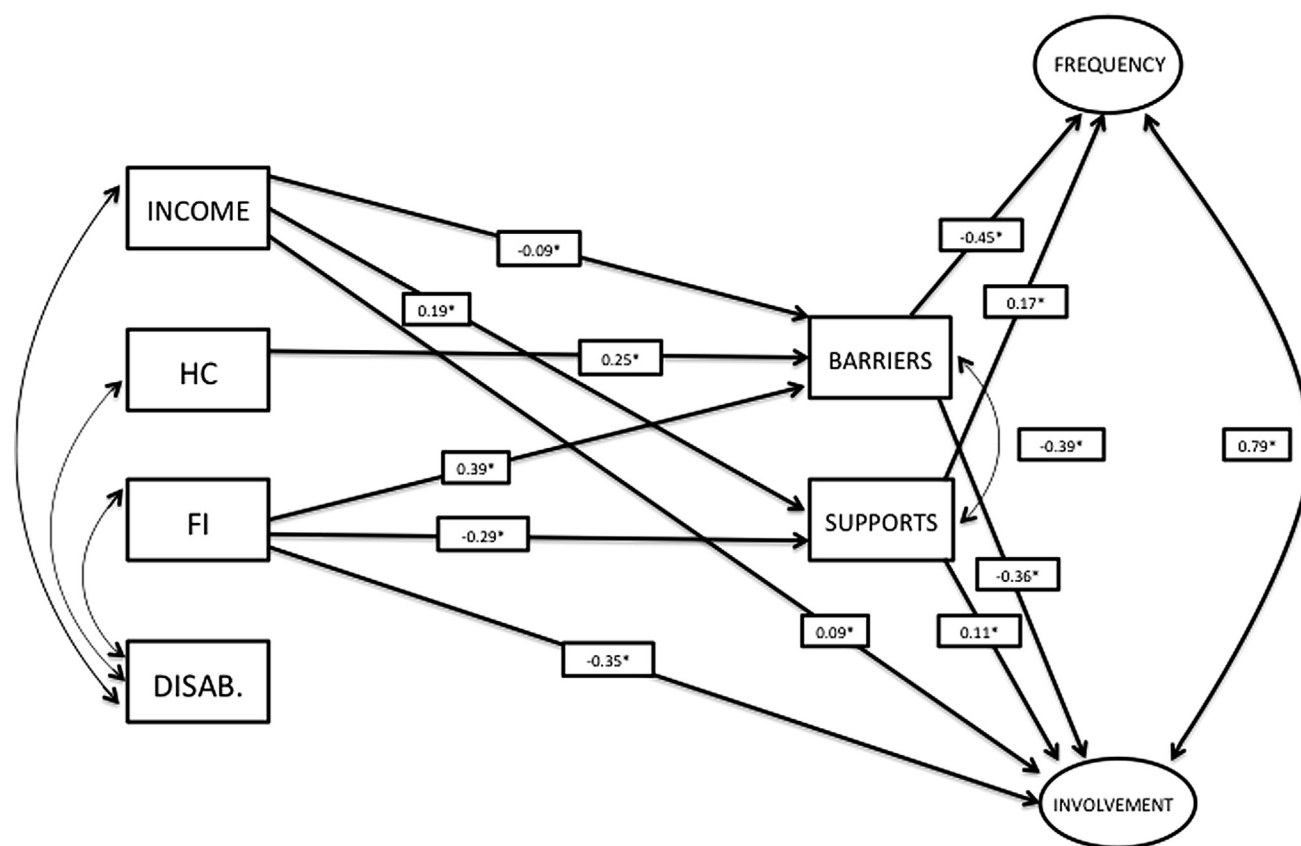 FREQUENCY
INCOME
-0.09*
-0.45*
0.19*
0.17*
HC
0.25*
BARRIERS
0.39*
-0.39*
0.79*
FI
-0.29*
SUPPORTS
-0.36*
0.09*
0.11*
-0.35*
DISAB.
INVOLVEMENT